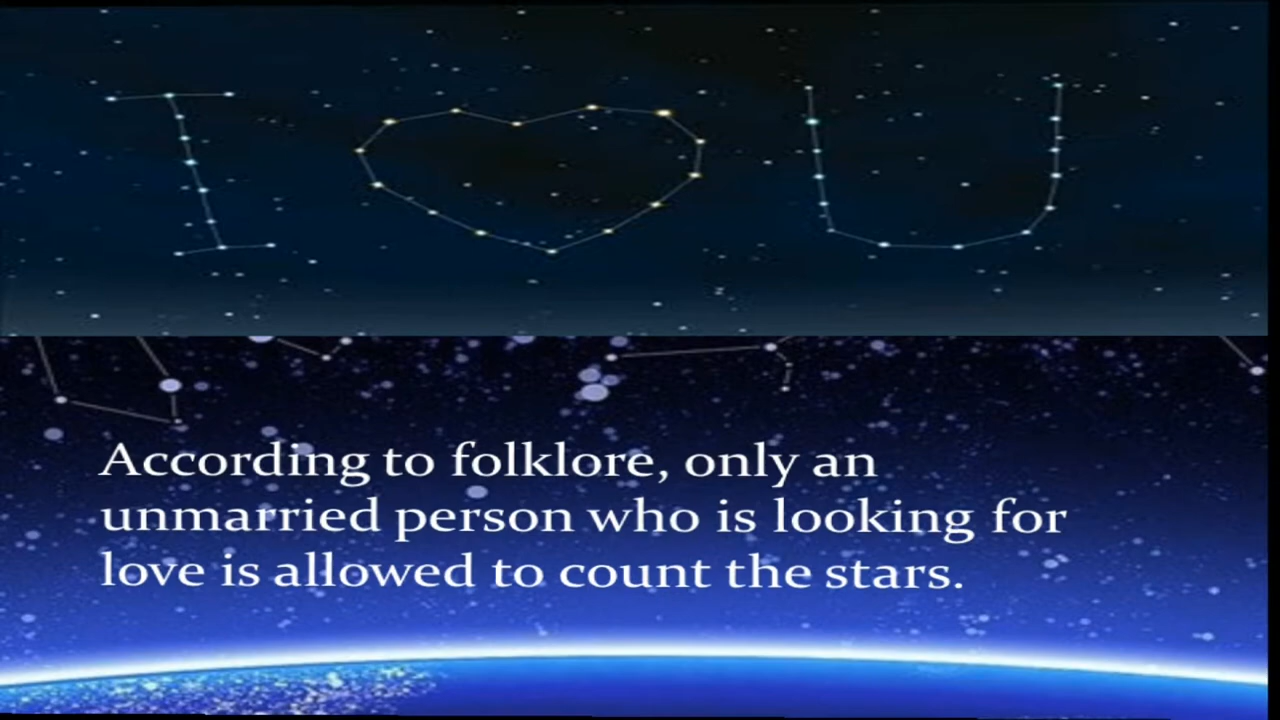 I ♥ U
According to folklore, only an
unmarried person who is looking for
love is allowed to count the stars.